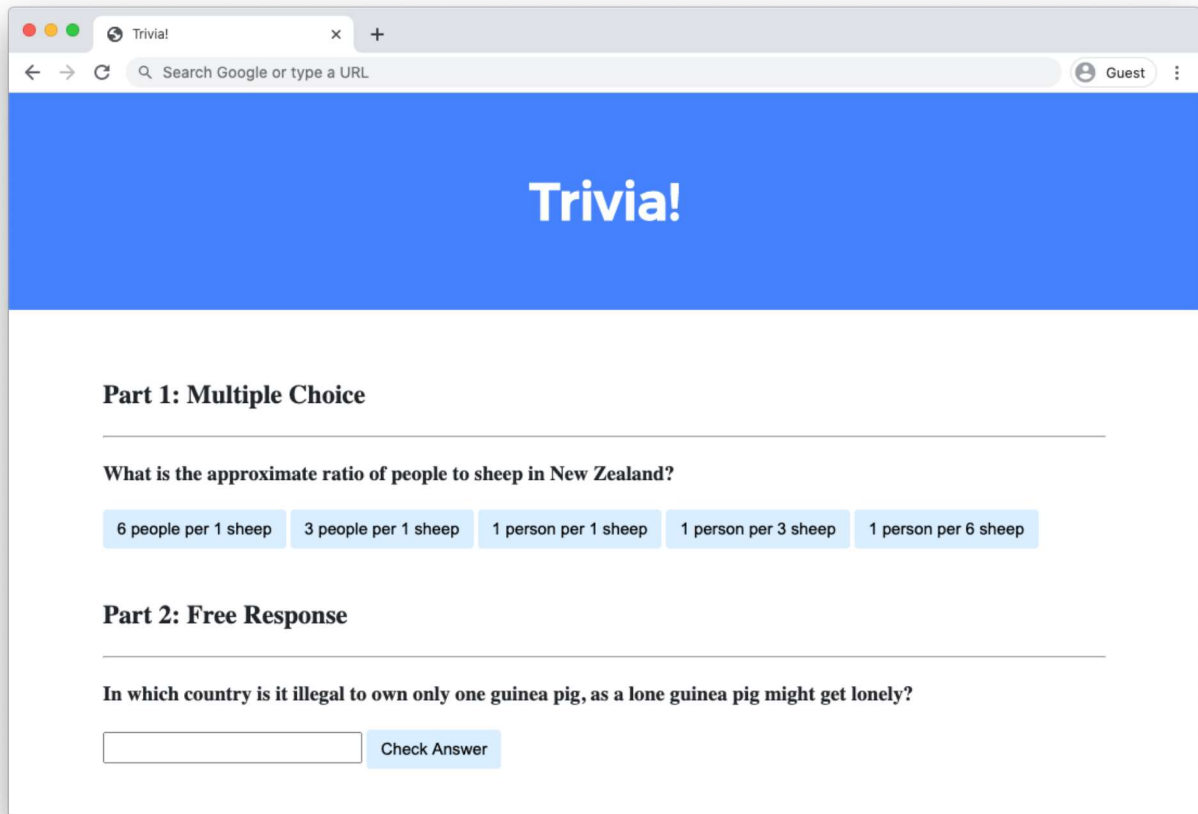 Trivia!
Search Google or type a URL
Guest
Trivia!
Part 1: Multiple Choice
What is the approximate ratio of people to sheep in New Zealand?
6 people per 1 sheep 3 people per 1 sheep 1 person per 1 sheep 1 person per 3 sheep 1 person per 6 sheep
Part 2: Free Response
In which country is it illegal to own only one guinea pig, as a lone guinea pig might get lonely?
Check Answer